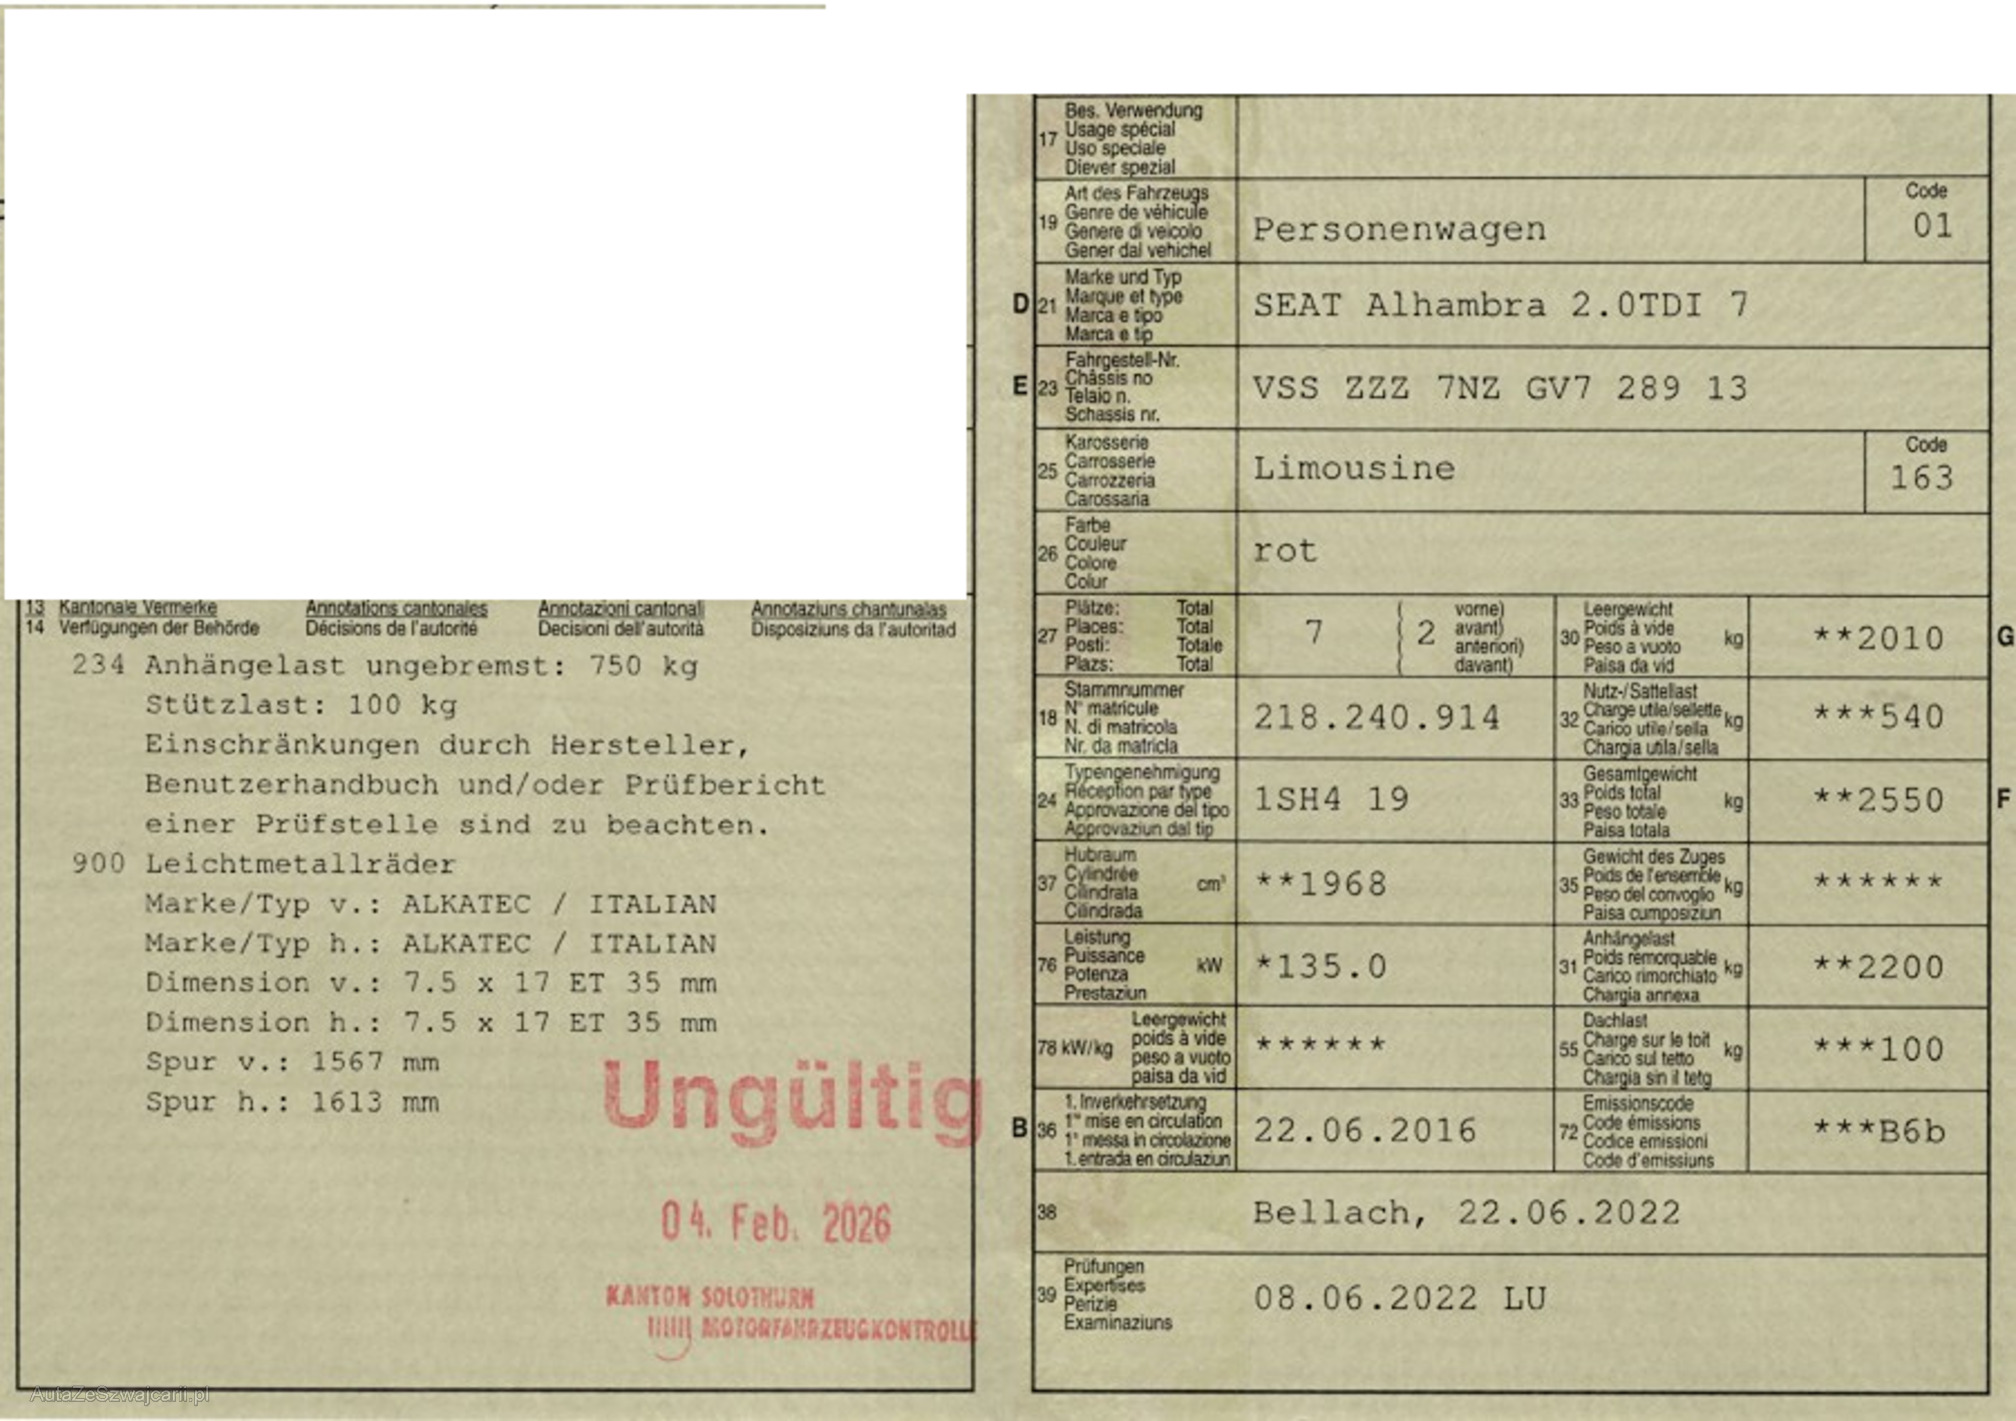 13 Kantonale Vermerke Annotations cantonales Annotazioni cantonali Annotaziuns chantunalas
14 Verfügungen der Behörde Décisions de l'autorité Decisioni dell'autorità Disposiziuns da l'autoritad
234 Anhängelast ungebremst: 750 kg
Stützlast: 100 kg
Einschränkungen durch Hersteller,
Benutzerhandbuch und/oder Prüfbericht
einer Prüfstelle sind zu beachten.
900 Leichtmetallräder
Marke/Typ v.: ALKATEC / ITALIAN
Marke/Typ h.: ALKATEC / ITALIAN
Dimension v.: 7.5 x 17 ET 35 mm
Dimension h.: 7.5 x 17 ET 35 mm
Spur v.: 1567 mm
Spur h.: 1613 mm
Ungültig
04. Feb. 2026
KANTON SOLOTHURN
MOTORFAHRZEUGKONTROLLE
AutaZeSzwajcarii.pl
17
Bes. Verwendung
Usage spécial
Uso speciale
Diever spezial
19
Art des Fahrzeugs
Genre de véhicule
Genere di veicolo
Gener dal vehichel
Personenwagen
Code
01
D 21
Marke und Typ
Marque et type
Marca e tipo
Marca e tip
SEAT Alhambra 2.0TDI 7
E 23
Fahrgestell-Nr.
Châssis no
Telaio n.
Schassis nr.
VSS ZZZ 7NZ GV7 289 13
25
Karosserie
Carrosserie
Carrozzeria
Carossaria
Limousine
Code
163
26
Farbe
Couleur
Colore
Colur
rot
27
Plätze: Total
Places: Total
Posti: Totale
Plazs: Total
7
( 2
vorne)
avant)
anteriori)
davant)
30
Leergewicht
Poids à vide
Peso a vuoto
Paisa da vid
kg
**2010
G
18
Stammnummer
N° matricule
N. di matricola
Nr. da matricla
218.240.914
32
Nutz-/Sattellast
Charge utile/sellette
Carico utile/sella
Chargia utila/sella
kg
***540
24
Typengenehmigung
Réception par type
Approvazione del tipo
Approvaziun dal tip
1SH4 19
33
Gesamtgewicht
Poids total
Peso totale
Paisa totala
kg
**2550
F
37
Hubraum
Cylindrée
Cilindrata
Cilindrada
cm³
**1968
35
Gewicht des Zuges
Poids de l'ensemble
Peso del convoglio
Paisa cumposiziun
kg
******
76
Leistung
Puissance
Potenza
Prestaziun
kW
*135.0
31
Anhängelast
Poids remorquable
Carico rimorchiato
Chargia annexa
kg
**2200
78 kW/kg
Leergewicht
poids à vide
peso a vuoto
paisa da vid
******
55
Dachlast
Charge sur le toit
Carico sul tetto
Chargia sin il tetg
kg
***100
B 36
1. Inverkehrsetzung
1re mise en circulation
1a messa in circolazione
1. entrada en circulaziun
22.06.2016
72
Emissionscode
Code émissions
Codice emissioni
Code d'emissiuns
***B6b
38
Bellach, 22.06.2022
39
Prüfungen
Expertises
Perizie
Examinaziuns
08.06.2022 LU